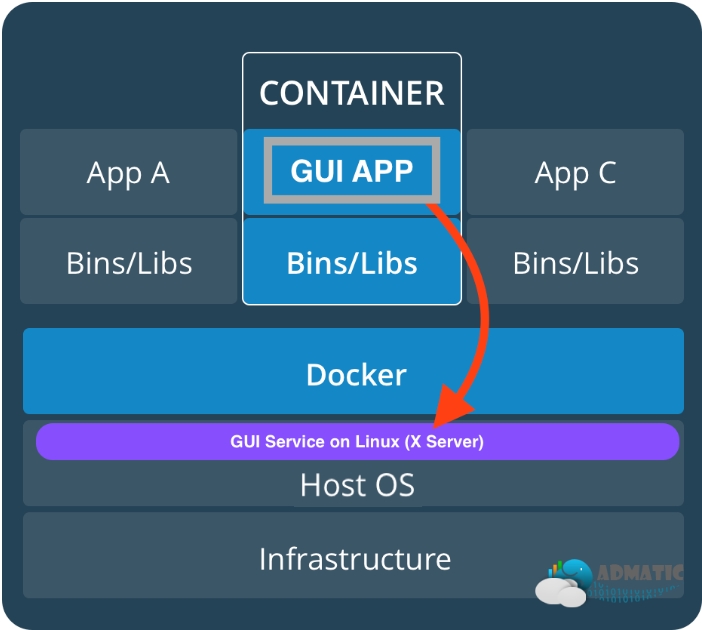 CONTAINER
App A
GUI APP
App C
Bins/Libs
Bins/Libs
Bins/Libs
Docker
GUI Service on Linux (X Server)
Host OS
Infrastructure
ADMATIC